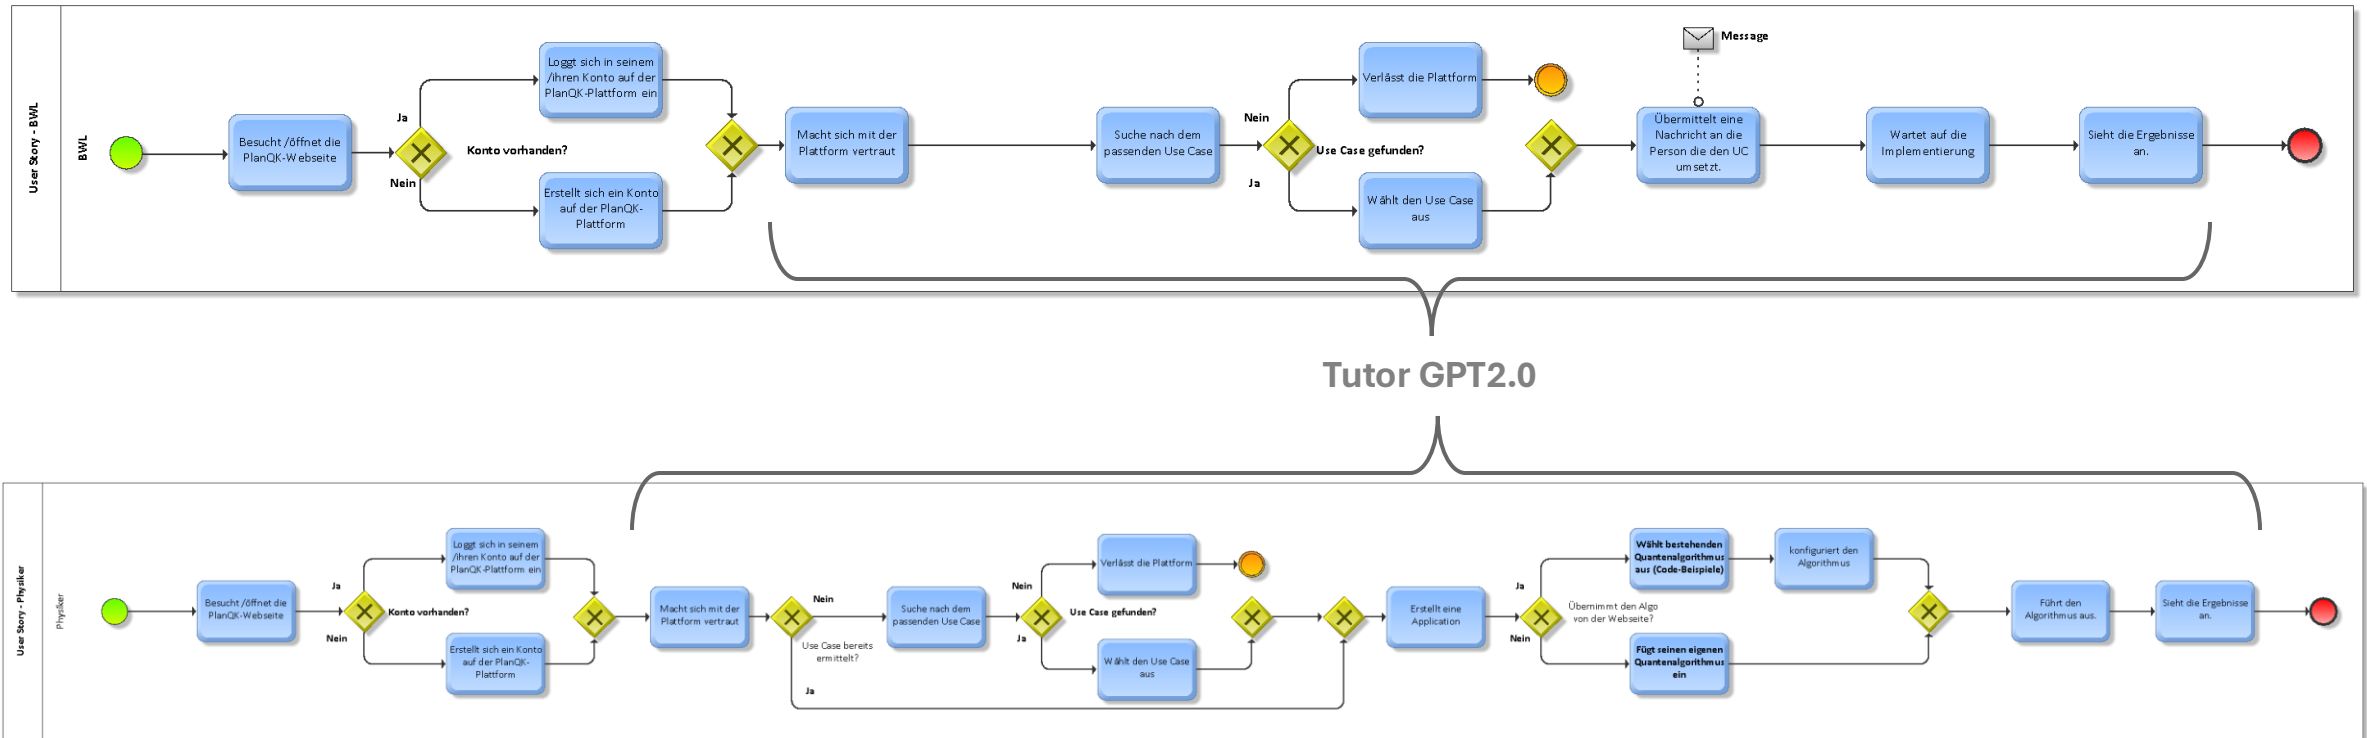 User Story - BWL
BWL
Besucht /öffnet die
PlanQK-Webseite
Ja
Nein
Konto vorhanden?
Loggt sich in seinem
/ihren Konto auf der
PlanQK-Plattform ein
Erstellt sich ein Konto
auf der PlanQK-
Plattform
Macht sich mit der
Plattform vertraut
Suche nach dem
passenden Use Case
Nein
Ja
Use Case gefunden?
Verlässt die Plattform
Wählt den Use Case
aus
Message
Übermittelt eine
Nachricht an die
Person die den UC
umsetzt.
Wartet auf die
Implementierung
Sieht die Ergebnisse
an.
Tutor GPT2.0
User Story - Physiker
Physiker
Besucht /öffnet die
PlanQK-Webseite
Ja
Nein
Konto vorhanden?
Loggt sich in seinem
/ihren Konto auf der
PlanQK-Plattform ein
Erstellt sich ein Konto
auf der PlanQK-
Plattform
Macht sich mit der
Plattform vertraut
Nein
Use Case bereits
ermittelt?
Ja
Suche nach dem
passenden Use Case
Nein
Ja
Use Case gefunden?
Verlässt die Plattform
Wählt den Use Case
aus
Erstellt eine
Application
Ja
Nein
Übernimmt den Algo
von der Webseite?
Wählt bestehenden
Quantenalgorithmus
aus (Code-Beispiele)
konfiguriert den
Algorithmus
Fügt seinen eigenen
Quantenalgorithmus
ein
Führt den
Algorithmus aus.
Sieht die Ergebnisse
an.